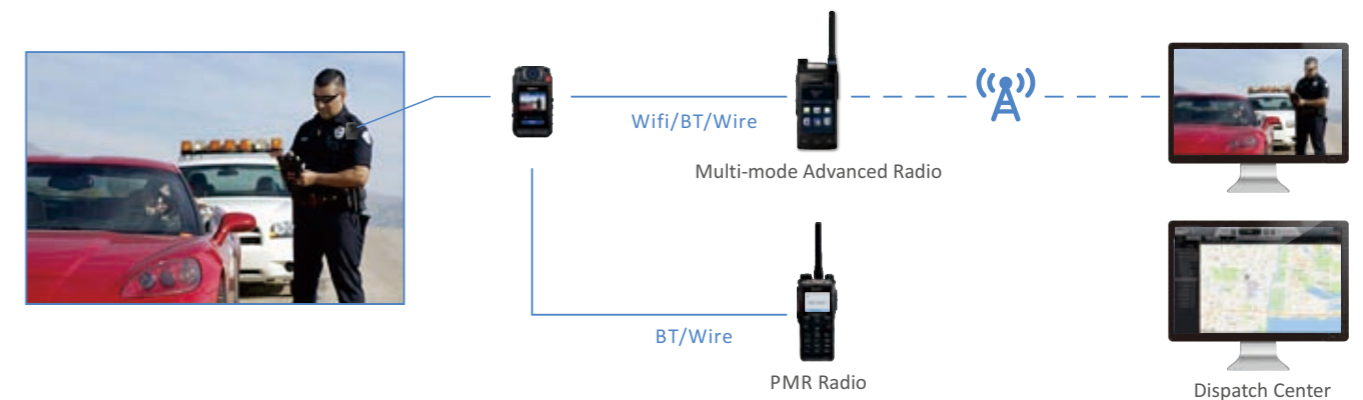 Wifi/BT/Wire
Multi-mode Advanced Radio
BT/Wire
PMR Radio
Dispatch Center